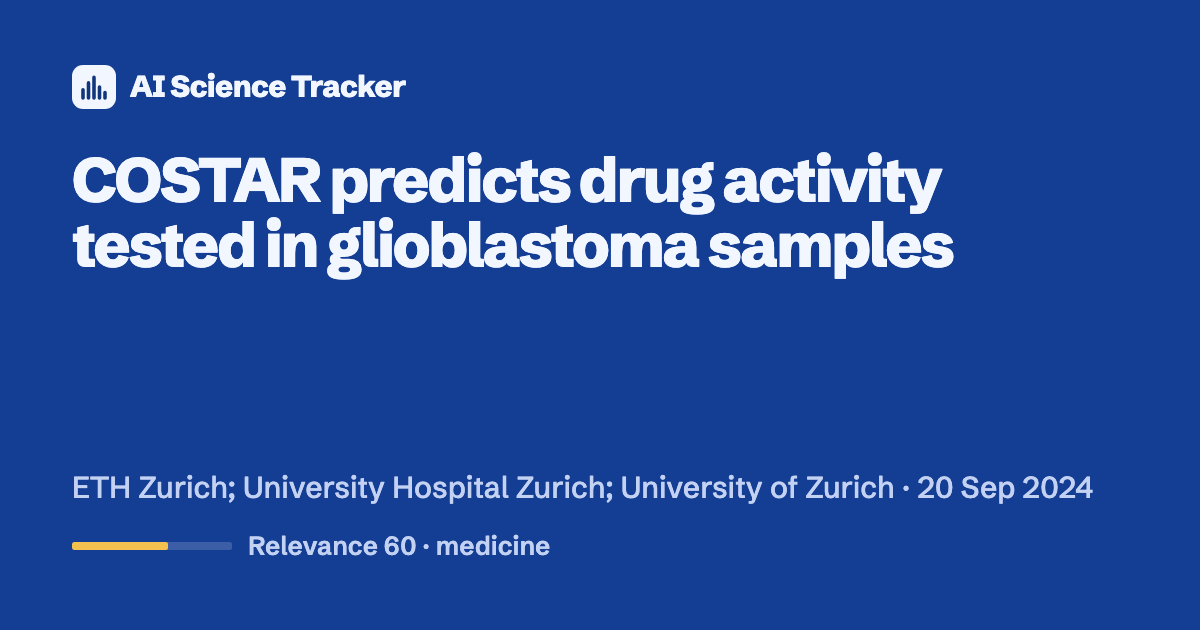 AI Science Tracker
COSTAR predicts drug activity
tested in glioblastoma samples
ETH Zurich; University Hospital Zurich; University of Zurich · 20 Sep 2024
Relevance 60 · medicine